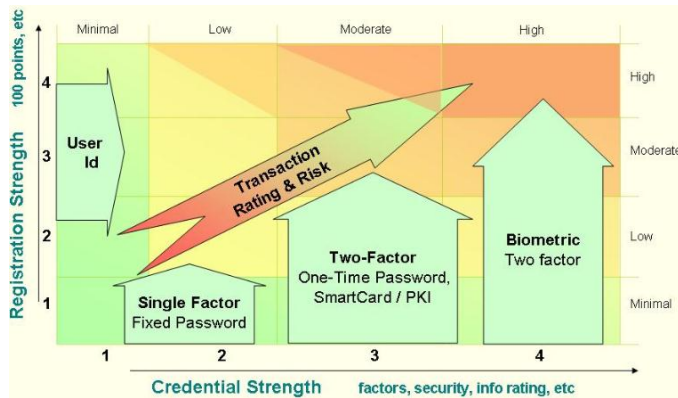 Minimal
Low
Moderate
High
Registration Strength 100 points, etc
4
3
2
1
High
Moderate
Low
Minimal
User
Id
Transaction
Rating & Risk
Single Factor
Fixed Password
Two-Factor
One-Time Password,
SmartCard / PKI
Biometric
Two factor
1
2
3
4
Credential Strength factors, security, info rating, etc